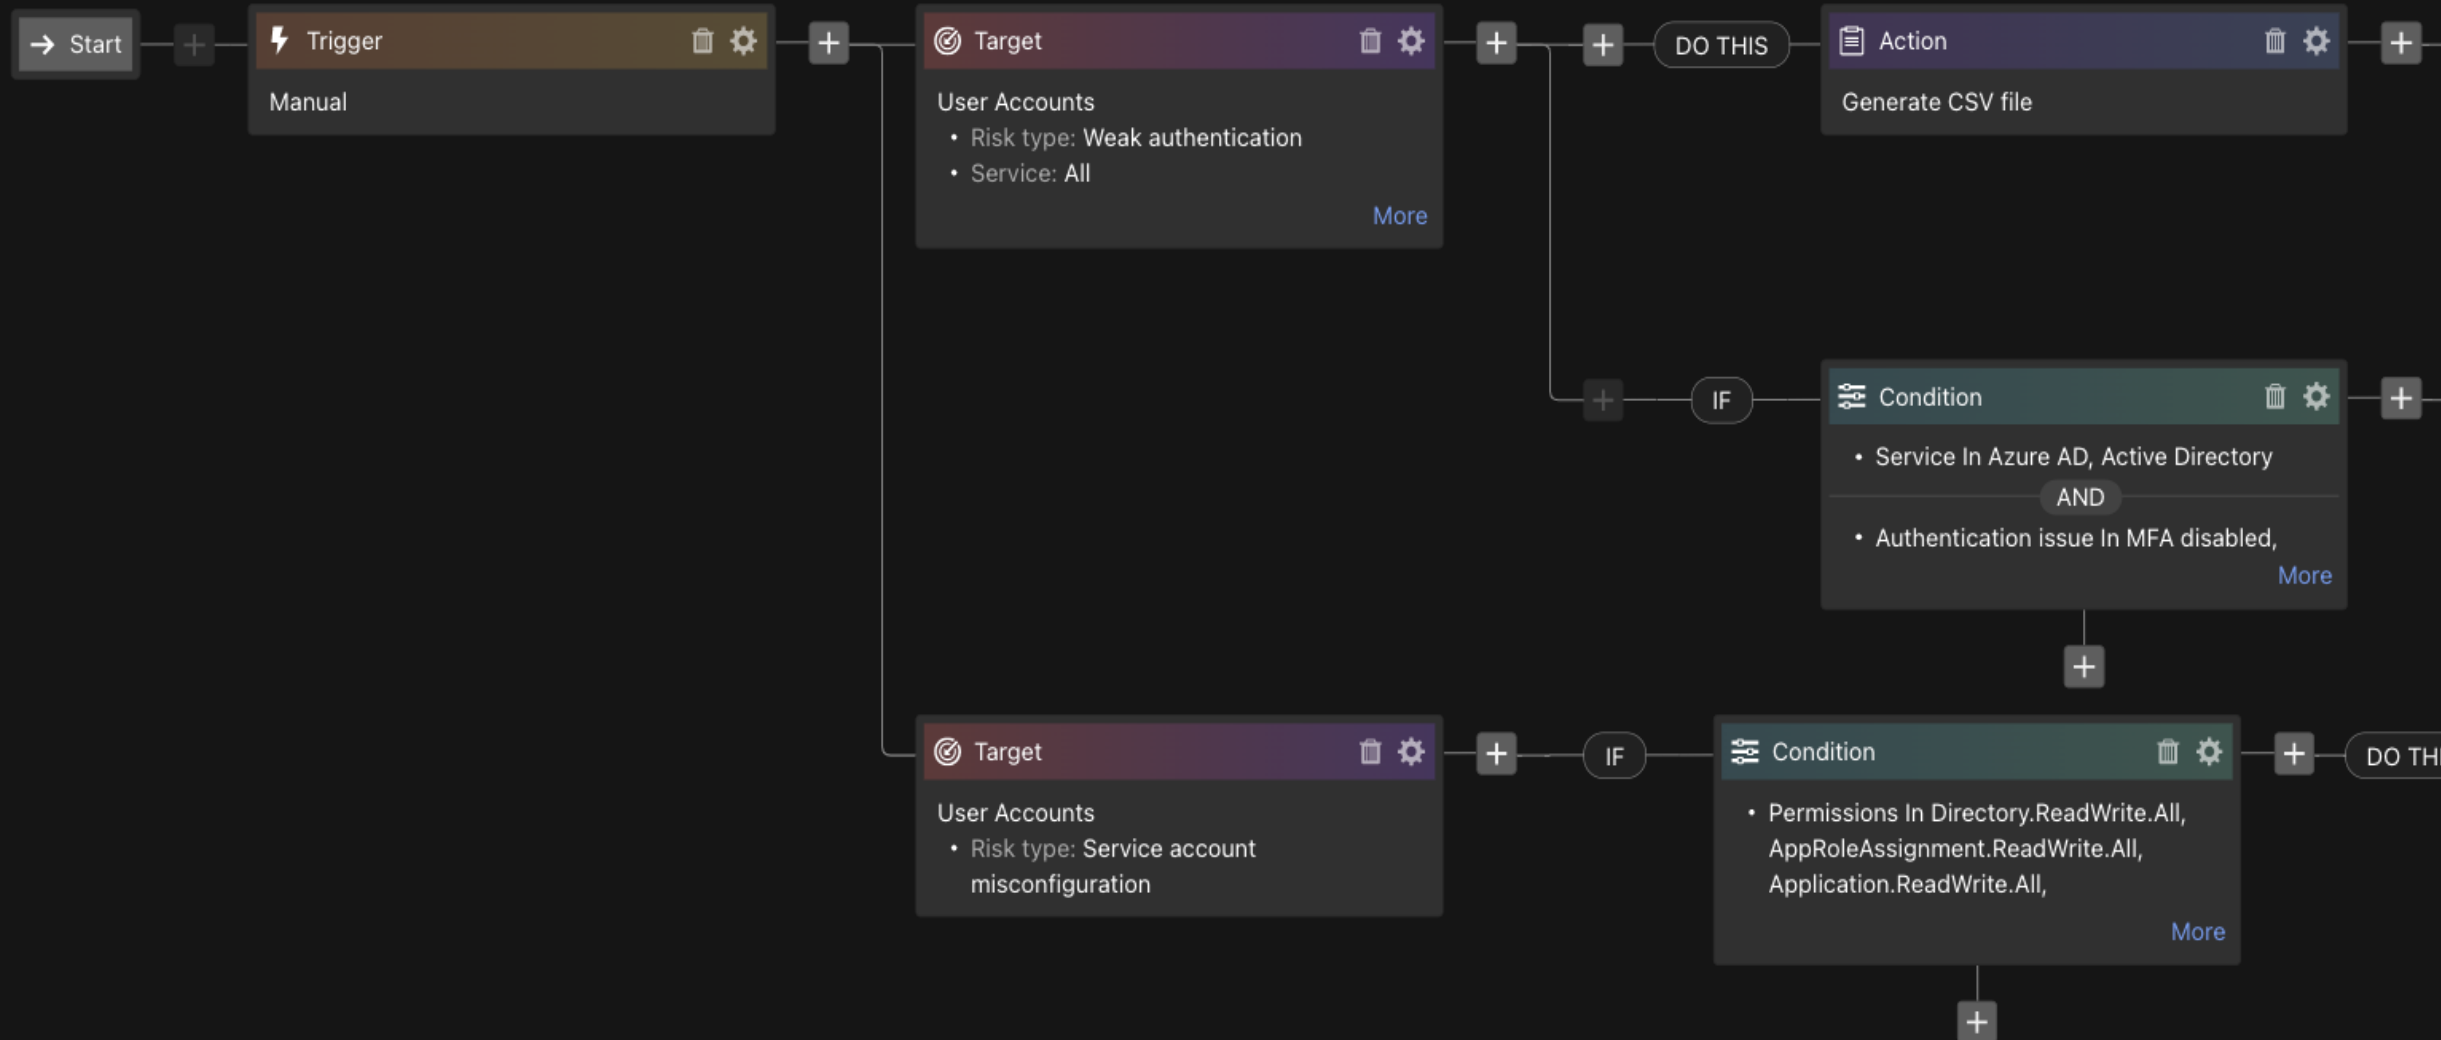 Start
Trigger
Manual
Target
User Accounts
• Risk type: Weak authentication
• Service: All
More
DO THIS
Action
Generate CSV file
IF
Condition
• Service In Azure AD, Active Directory
AND
• Authentication issue In MFA disabled,
More
Target
User Accounts
• Risk type: Service account
misconfiguration
IF
Condition
• Permissions In Directory.ReadWrite.All,
AppRoleAssignment.ReadWrite.All,
Application.ReadWrite.All,
More
DO THI